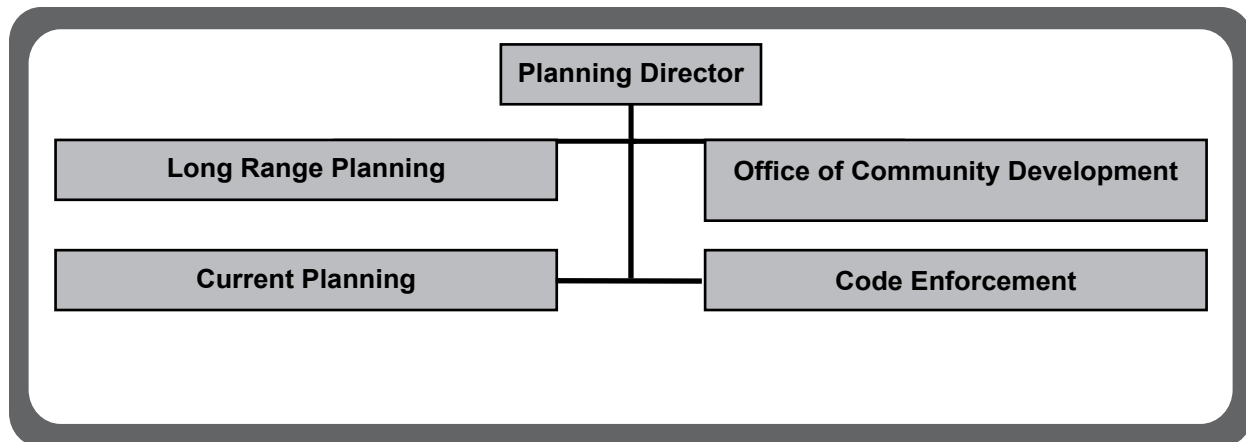 Planning Director
Long Range Planning
Office of Community Development
Current Planning
Code Enforcement